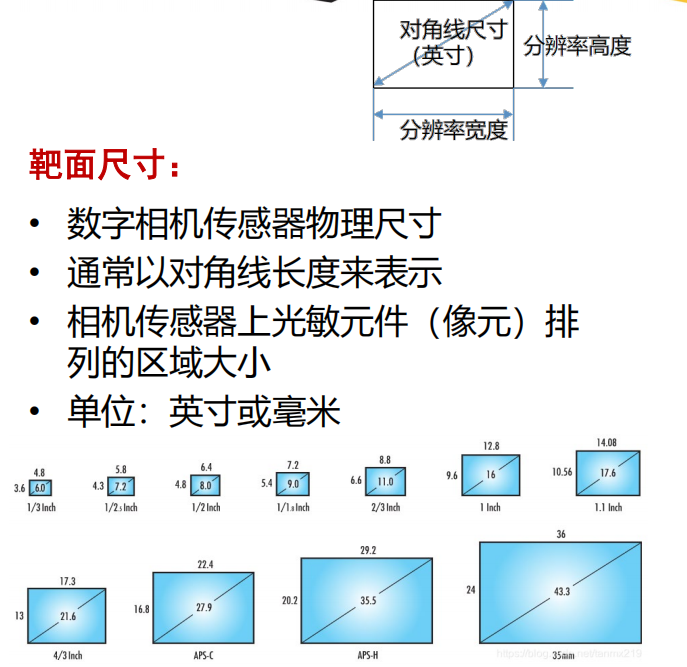 对角线尺寸
（英寸）
分辨率高度
分辨率宽度
靶面尺寸：
• 数字相机传感器物理尺寸
• 通常以对角线长度来表示
• 相机传感器上光敏元件（像元）排
列的区域大小
• 单位：英寸或毫米
4.8
3.6
6.0
1/3 Inch
5.8
4.3
7.2
1/2.5 Inch
6.4
4.8
8.0
1/2 Inch
7.2
5.4
9.0
1/1.8 Inch
8.8
6.6
11.0
2/3 Inch
12.8
9.6
16
1 Inch
14.08
10.56
17.6
1.1 Inch
17.3
13
21.6
4/3 Inch
22.4
16.8
27.9
APS-C
29.2
20.2
35.5
APS-H
36
24
43.3
35mm